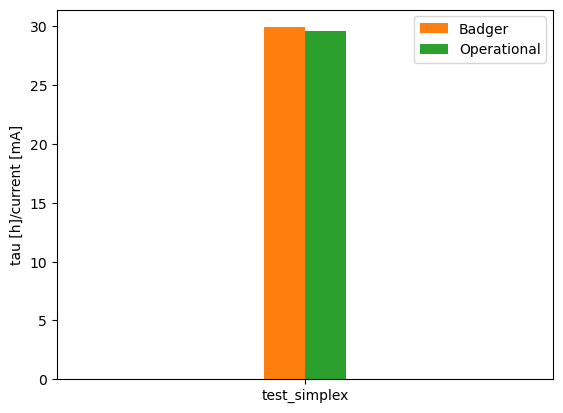 Badger
Operational
30
25
20
15
10
5
0
tau [h]/current [mA]
test_simplex